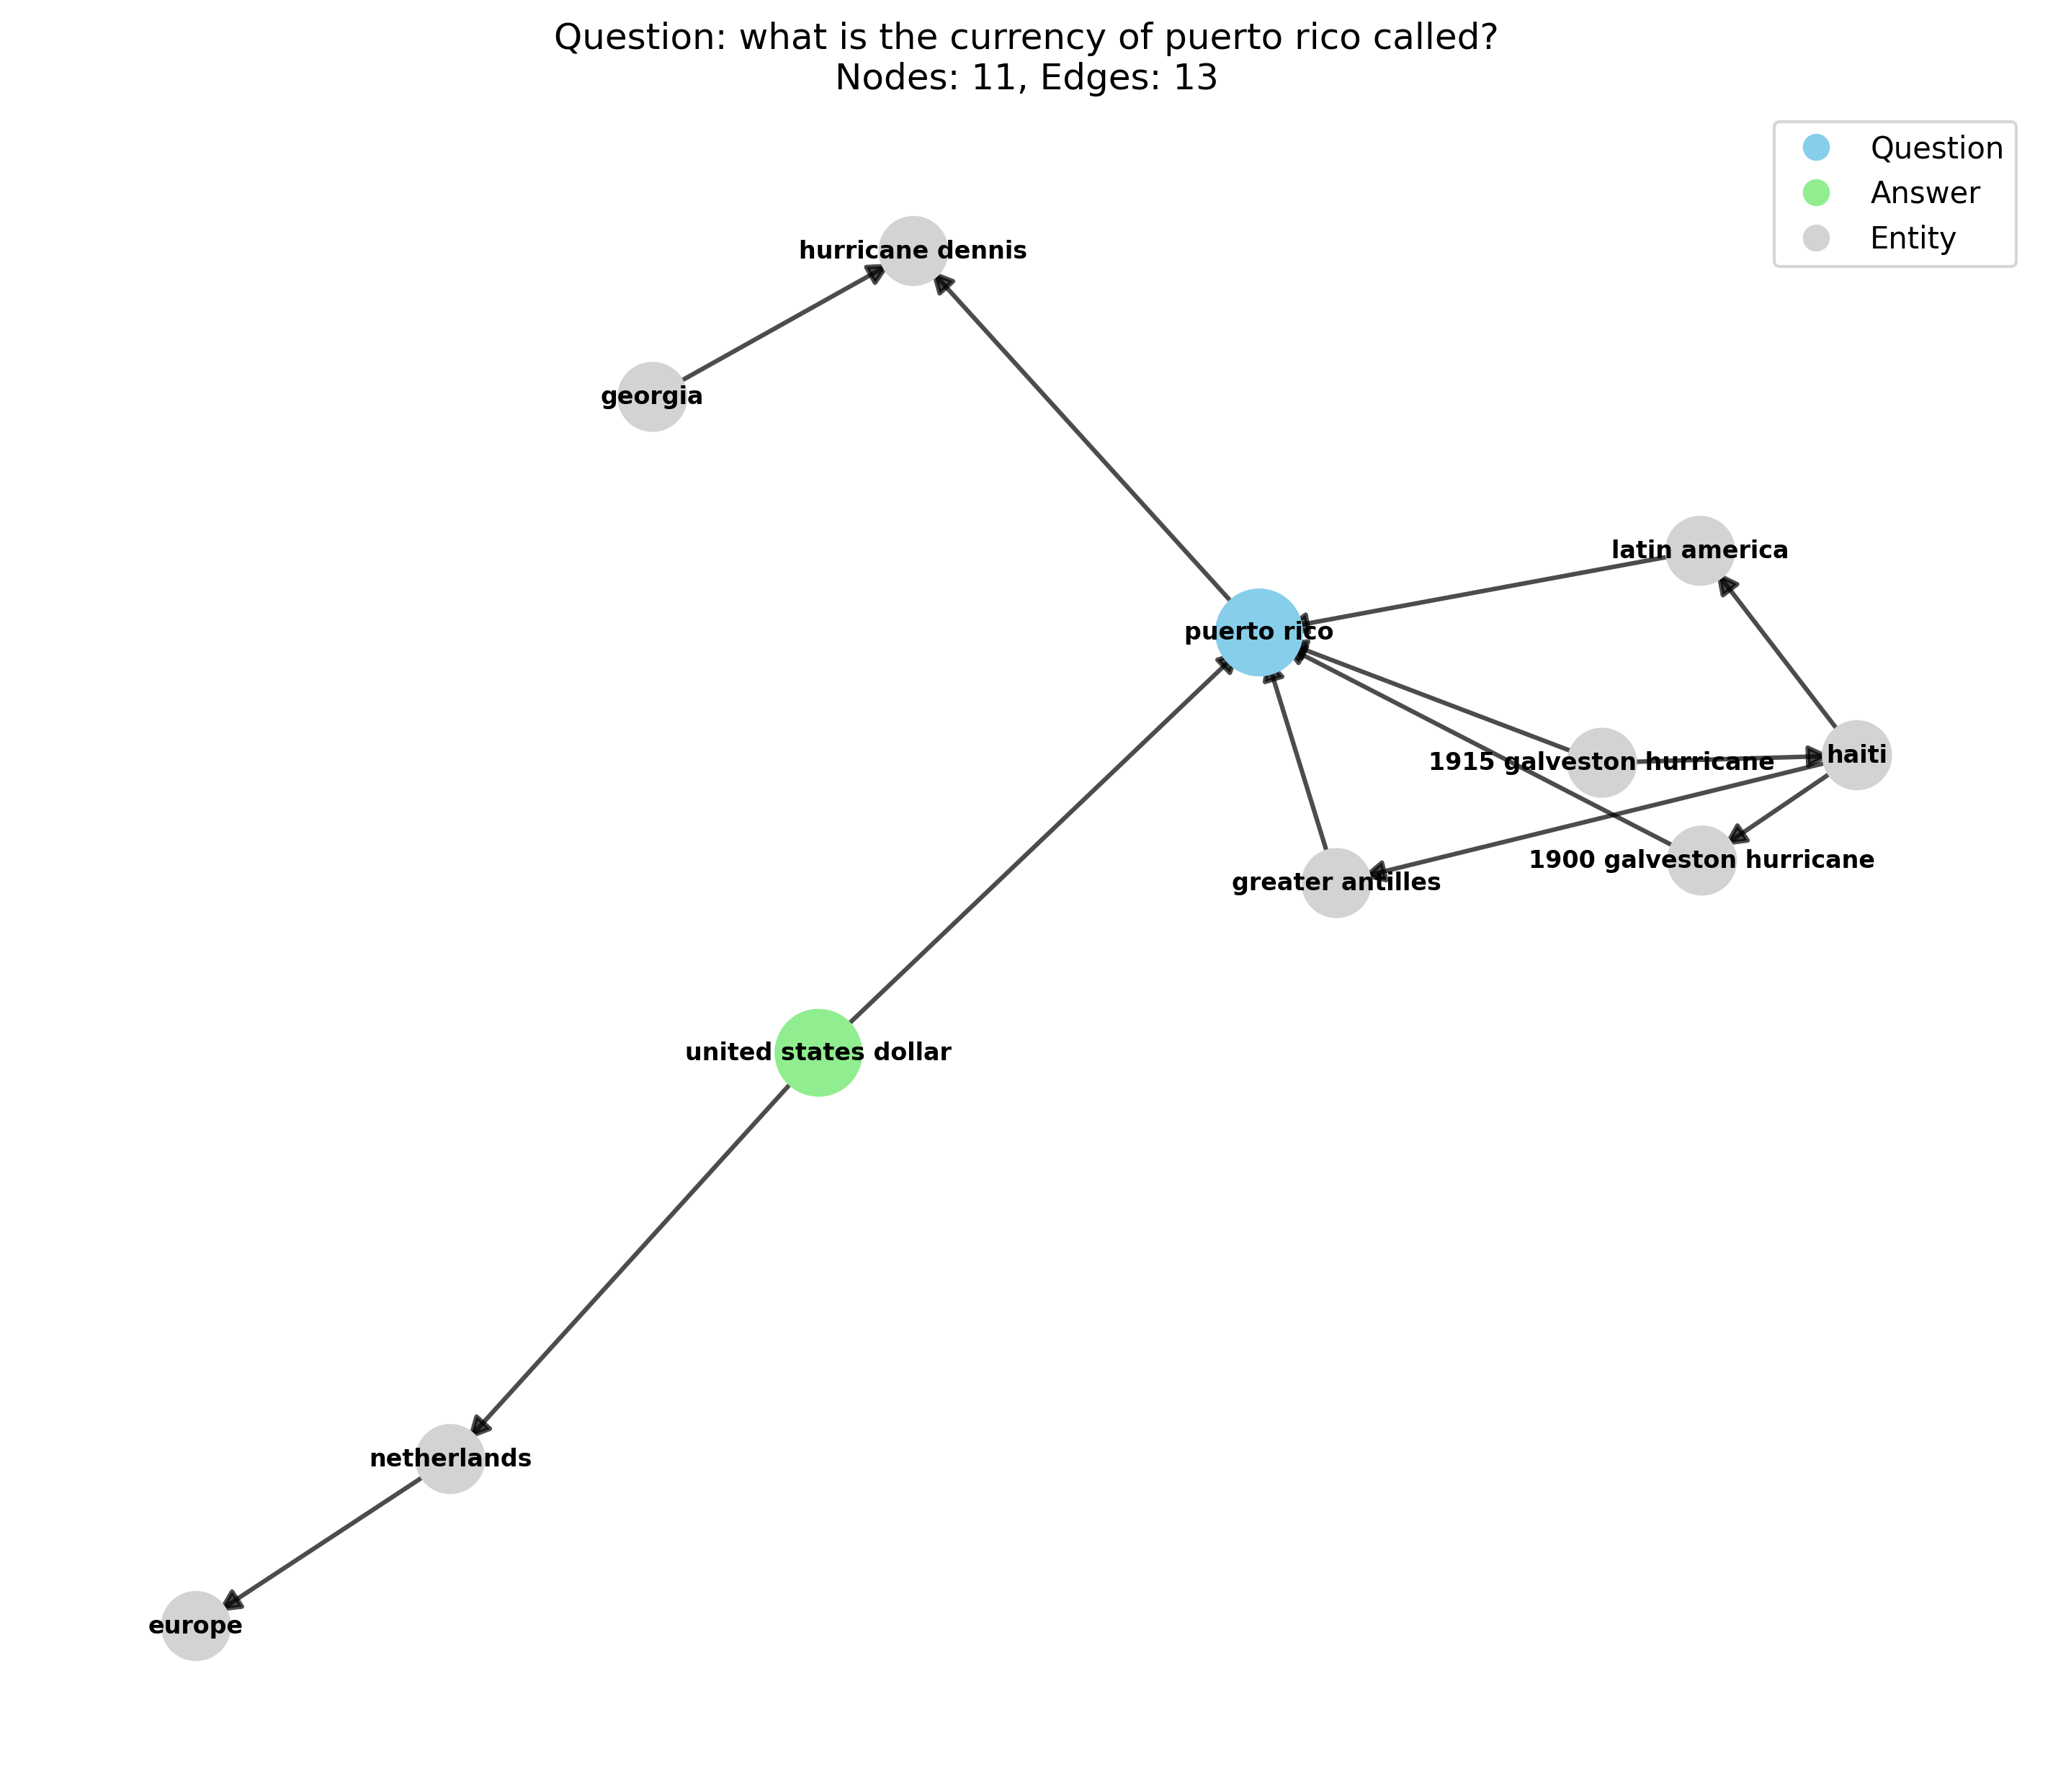 Question: what is the currency of puerto rico called?
Nodes: 11, Edges: 13
Question
Answer
Entity
hurricane dennis
georgia
latin america
puerto rico
1915 galveston hurricane
haiti
1900 galveston hurricane
greater antilles
united states dollar
netherlands
europe